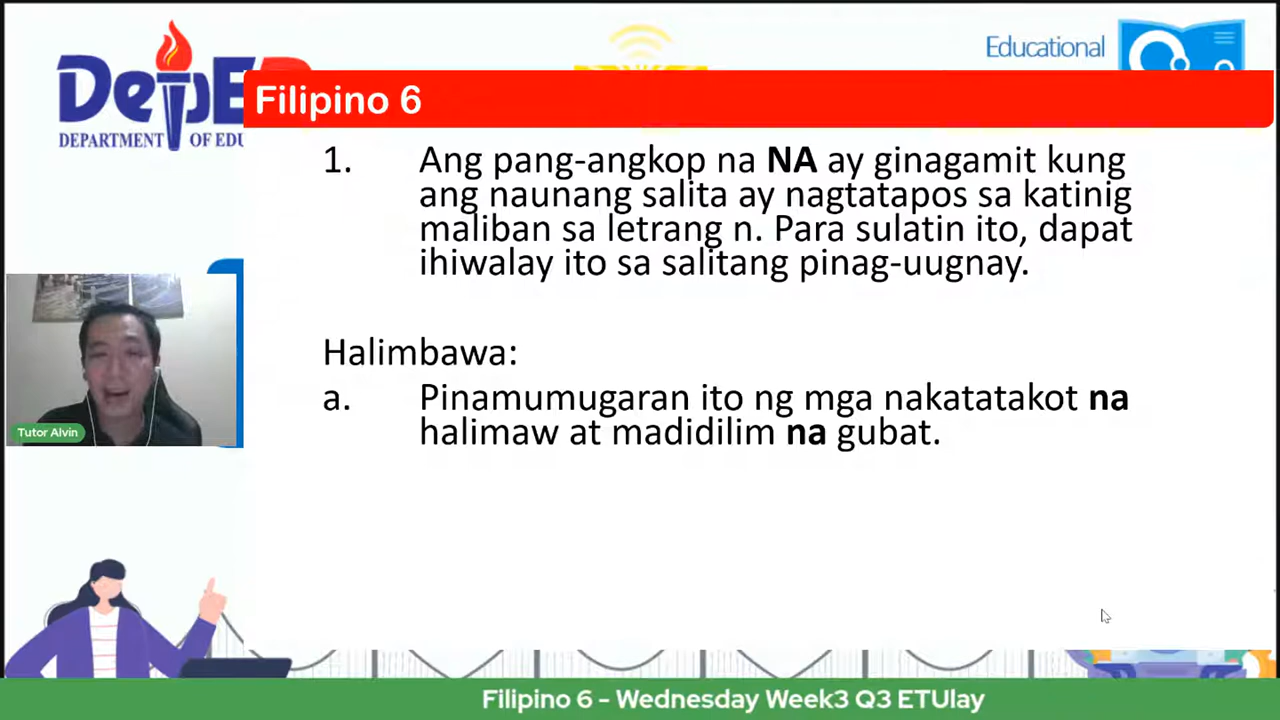 DepED
DEPARTMENT OF EDU
Educational
Filipino 6
1. Ang pang-angkop na NA ay ginagamit kung
ang naunang salita ay nagtatapos sa katinig
maliban sa letrang n. Para sulatin ito, dapat
ihiwalay ito sa salitang pinag-uugnay.
Halimbawa:
a. Pinamumugaran ito ng mga nakatatakot na
halimaw at madidilim na gubat.
Tutor Alvin
Filipino 6 - Wednesday Week3 Q3 ETUlay